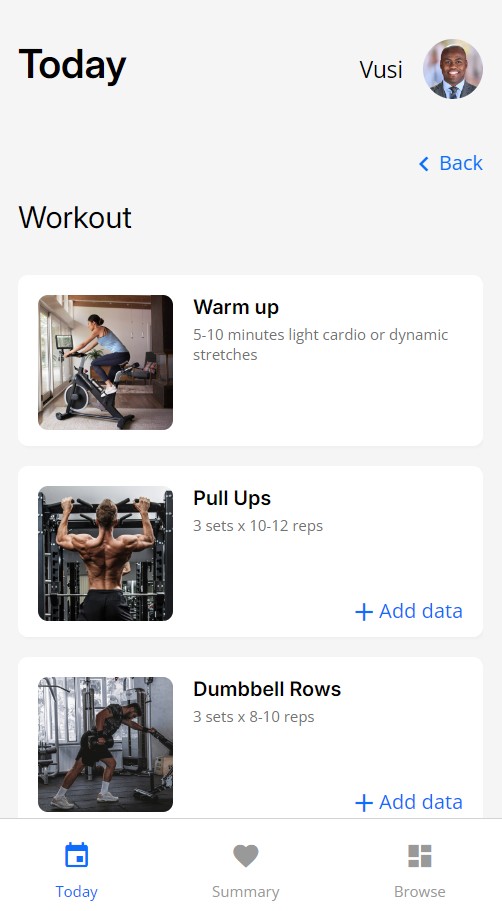 Today
Vusi
Back
Workout
Warm up
5-10 minutes light cardio or dynamic
stretches
Pull Ups
3 sets x 10-12 reps
Add data
Dumbbell Rows
3 sets x 8-10 reps
Add data
Today
Summary
Browse